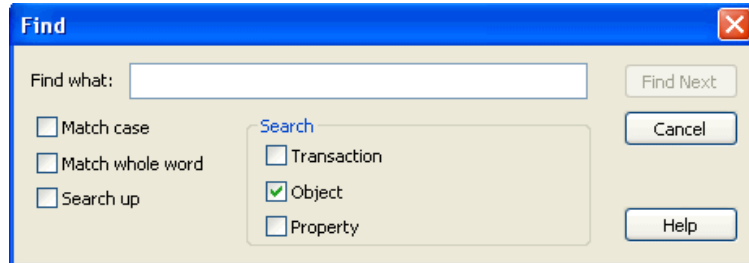 Find
Find what:
Find Next
Match case
Search
Cancel
Match whole word
Transaction
Search up
Object
Property
Help